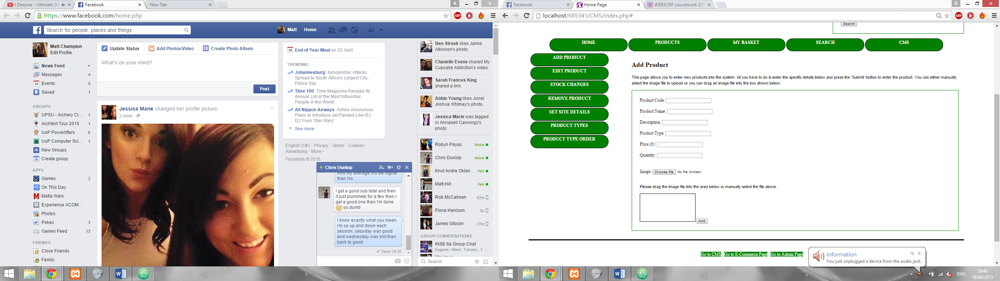 I Despise - Ultimate Ga
Facebook
New Tab
https://www.facebook.com/home.php
ABP
Search for people, places and things
Matt
Home
Matt Champion
Edit Profile
News Feed
Messages 4
Events 5
Saved 1
GROUPS
UPSU - Archery Cl... 1
Archfest Tour 2015 1
UoP Powerlifters 6
UoP Computer Sci... 1
New Groups
Create group
APPS
Games 2
On This Day
Mafia Wars
Experience XCOM...
Photos
Pokes 3
Games Feed 13
FRIENDS
Close Friends
Family
Update Status
Add Photos/Video
Create Photo Album
What's on your mind?
Post
Jessica Marie changed her profile picture.
2 mins ·
18 End of Year Meal on 23 April
TRENDING
Johannesburg: Xenophobic Attacks
Spread to South Africa's Largest City,
Police Say
Time 100: Time Magazine Reveals Its
Annual List of the Most Influential
People in the World
All Nippon Airways: Airline Announces
Plans to Introduce Jet Painted Like R2-
D2 From 'Star Wars'
See more
English (UK) · Privacy · Terms · Cookies ·
Advertising · More
Facebook © 2015
Chris Dunlop
And my average will be higher
than his
I get a good sub total and then
it just plummets for a few then I
get a good one then I'm done
so dumb
I know exactly what you mean,
I'm so up and down each
session, saturday was good
and wednesday was shit then
back to good
Seen 20:45
Ben Streek likes Jaime
Atkinson's photo.
Chanelle Evans shared My
Cupcake Addiction's video.
Sarah Frances King
shared a link.
Abbie Young likes Jorrel
Joshua Whitney's photo.
Jessica Marie was tagged
in Annabell Cannings's
photo.
Robyn Payas Mobile
Chris Dunlop Mobile
Knut Andre Oklan... Web
Matt Hill Web
Rob McCalman 52m
Fiona Harrison 5h
James Gibson 27m
GROUP CONVERSATIONS
INSE 6a Group Chat
Eugene, Albert, Tomasz, 1 ...
Search
Facebook
Home Page
WEBSCRP coursework 201
localhost/685341/CMS/index.php#
ABP
Search
HOME
PRODUCTS
MY BASKET
SEARCH
CMS
ADD PRODUCT
EDIT PRODUCT
STOCK CHANGES
REMOVE PRODUCT
SET SITE DETAILS
PRODUCT TYPES
PRODUCT TYPE ORDER
Add Product
This page allows you to enter new products into the system. All you have to do is enter the specific details below and press the 'Submit' button to enter the product. You can either manually
select the image file to upload or you can drag an image file into the box shown below.
Product Code:
Product Name:
Description:
Product Type:
Price (£):
Quantity:
Image: Choose file No file chosen
Please drag the image file into the area below or manually select the file above.
Add
Go to CMS | Go to E-Commerce Page | Go to Admin Page
Information
You just unplugged a device from the audio jack.
ENG
20:46
18/04/2015